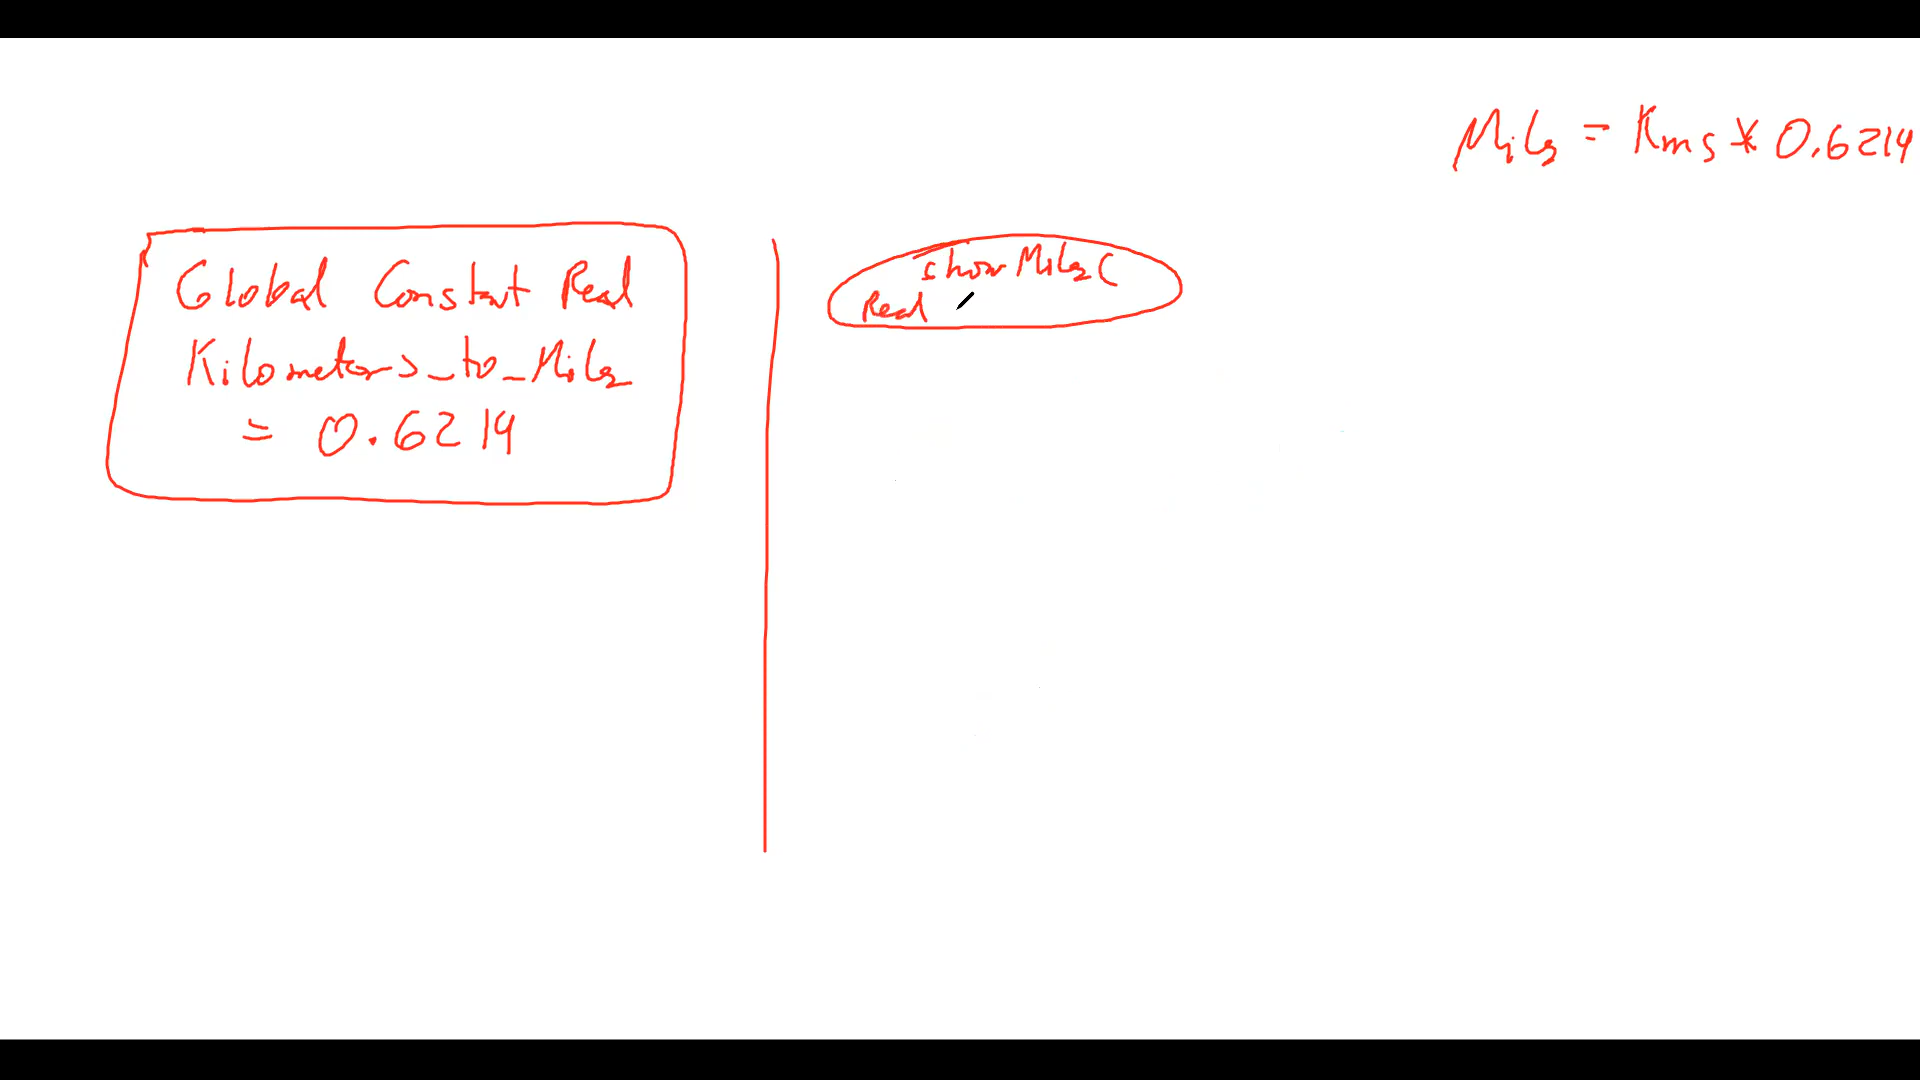 Miles = Kms * 0.6214
Global Constant Real
Kilometers_to_Miles
= 0.6214
showMiles(
Real